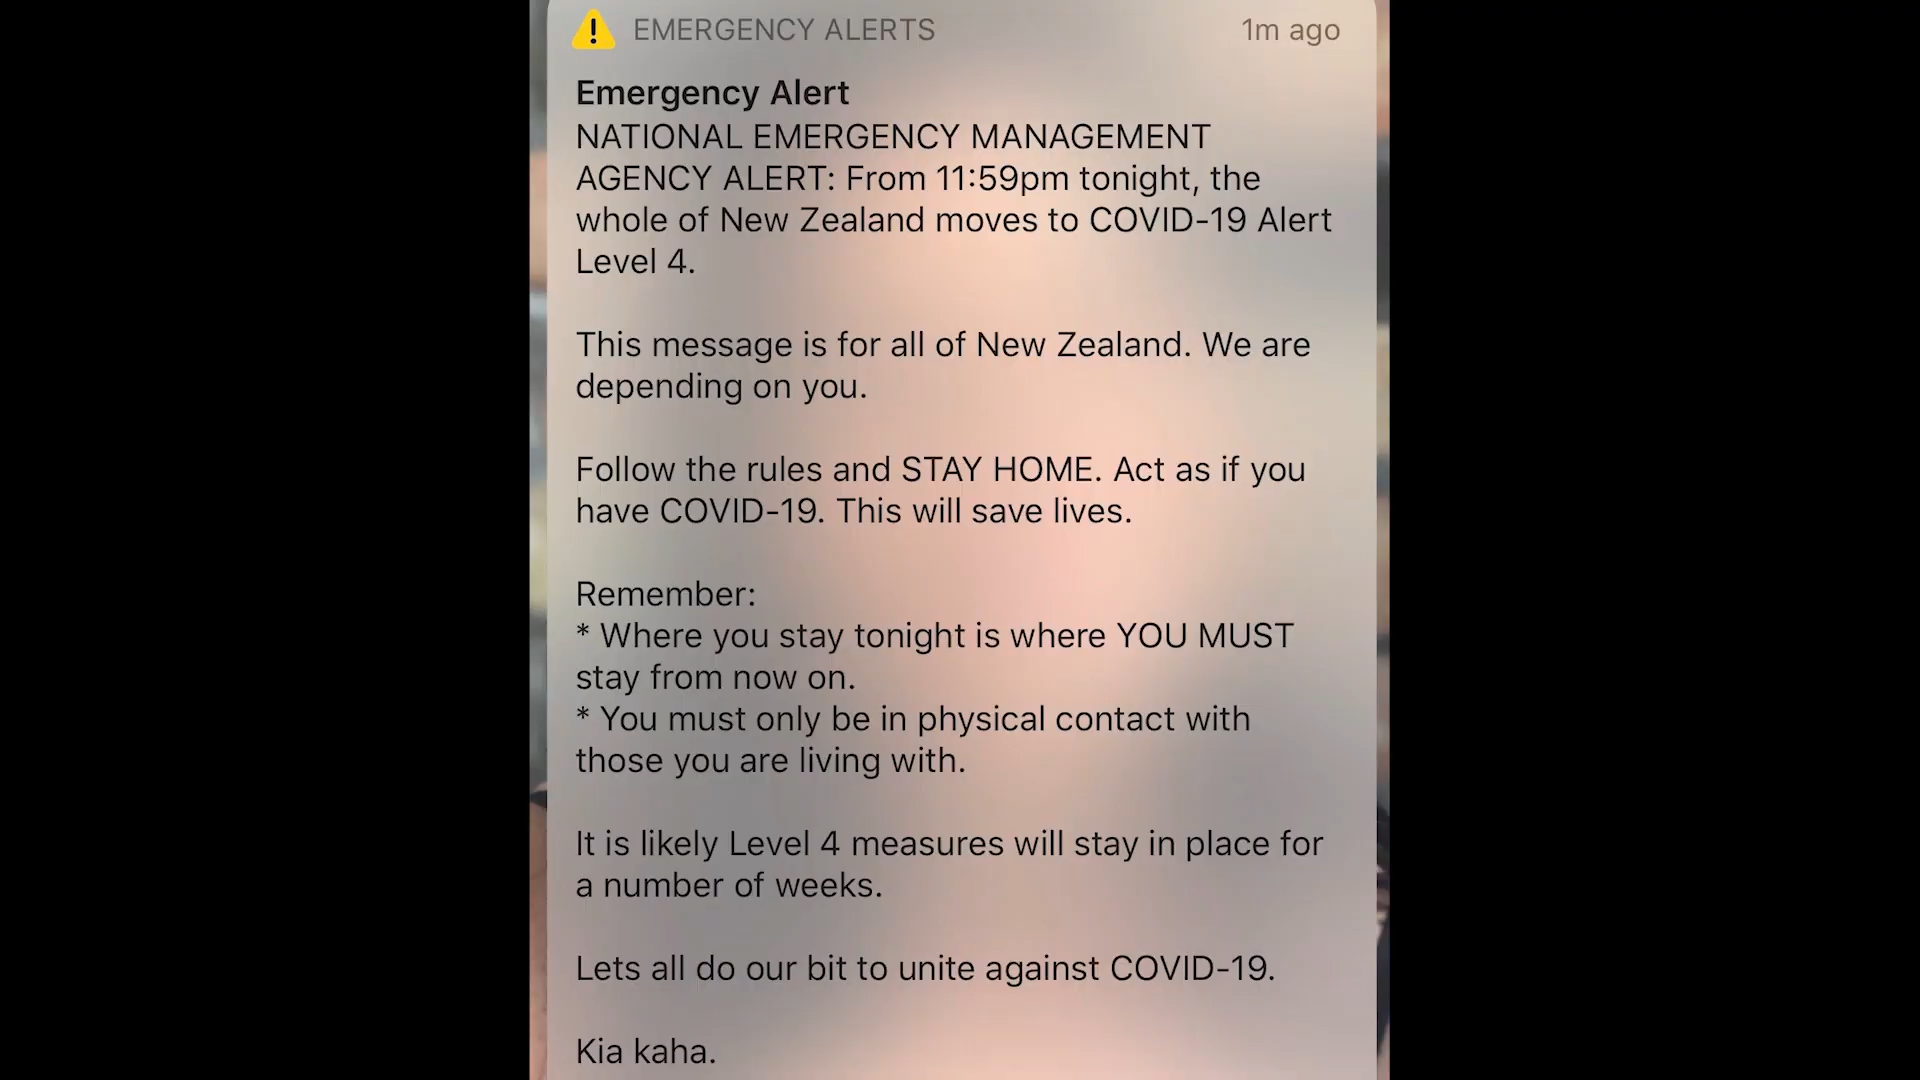 EMERGENCY ALERTS 1m ago
Emergency Alert
NATIONAL EMERGENCY MANAGEMENT
AGENCY ALERT: From 11:59pm tonight, the
whole of New Zealand moves to COVID-19 Alert
Level 4.
This message is for all of New Zealand. We are
depending on you.
Follow the rules and STAY HOME. Act as if you
have COVID-19. This will save lives.
Remember:
* Where you stay tonight is where YOU MUST
stay from now on.
* You must only be in physical contact with
those you are living with.
It is likely Level 4 measures will stay in place for
a number of weeks.
Lets all do our bit to unite against COVID-19.
Kia kaha.